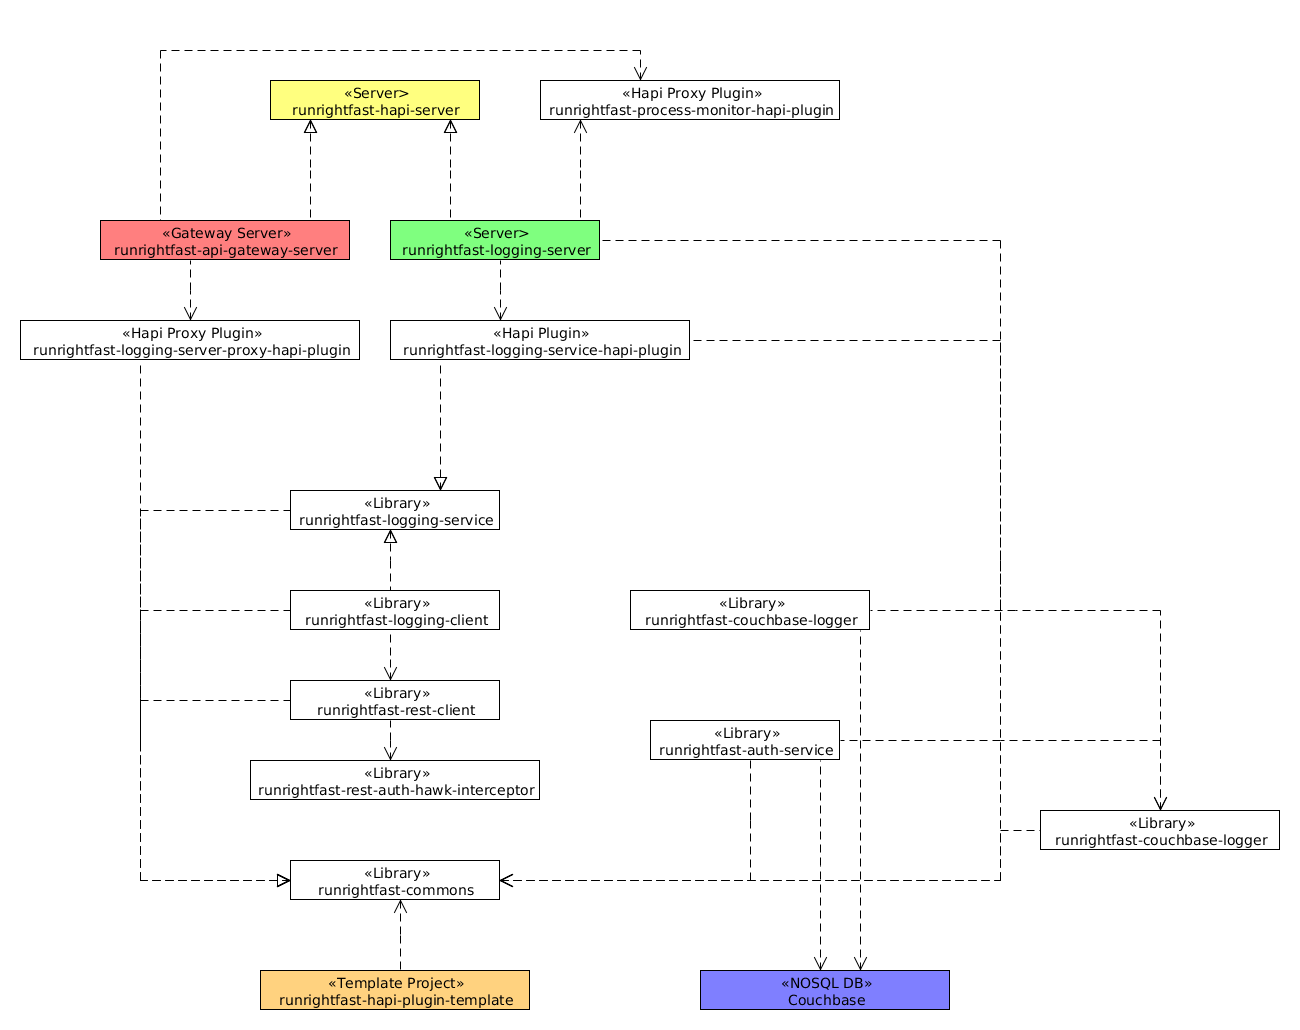 «Server>
runrightfast-hapi-server
«Hapi Proxy Plugin»
runrightfast-process-monitor-hapi-plugin
«Gateway Server»
runrightfast-api-gateway-server
«Server>
runrightfast-logging-server
«Hapi Proxy Plugin»
runrightfast-logging-server-proxy-hapi-plugin
«Hapi Plugin»
runrightfast-logging-service-hapi-plugin
«Library»
runrightfast-logging-service
«Library»
runrightfast-logging-client
«Library»
runrightfast-couchbase-logger
«Library»
runrightfast-rest-client
«Library»
runrightfast-auth-service
«Library»
runrightfast-rest-auth-hawk-interceptor
«Library»
runrightfast-couchbase-logger
«Library»
runrightfast-commons
«Template Project»
runrightfast-hapi-plugin-template
«NOSQL DB»
Couchbase